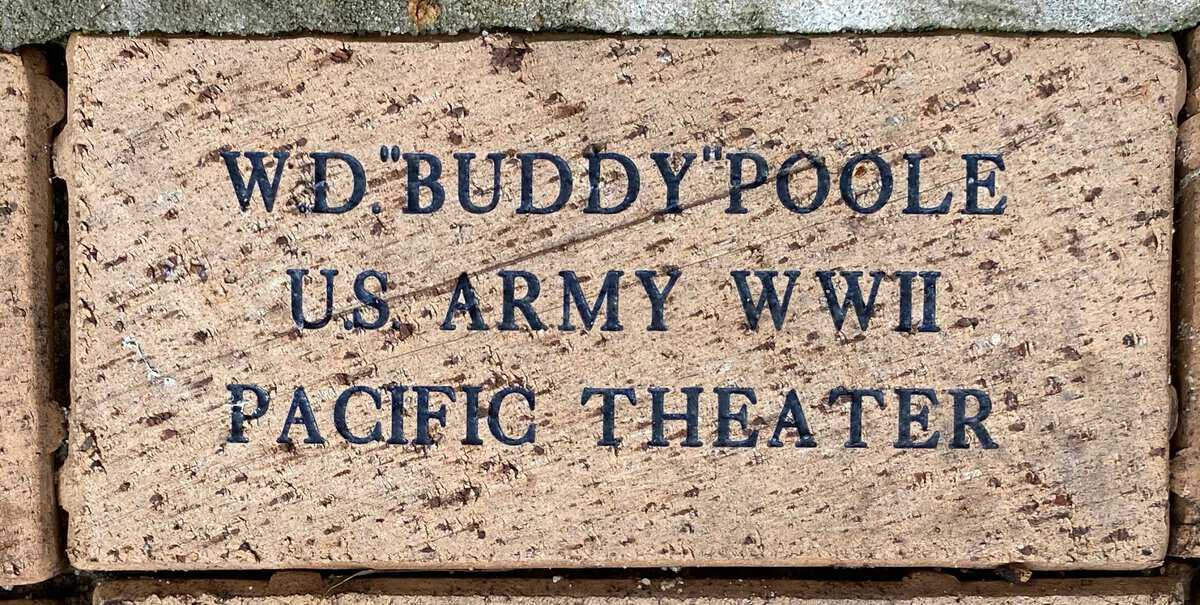 W.D."BUDDY"POOLE
U.S. ARMY WWII
PACIFIC THEATER